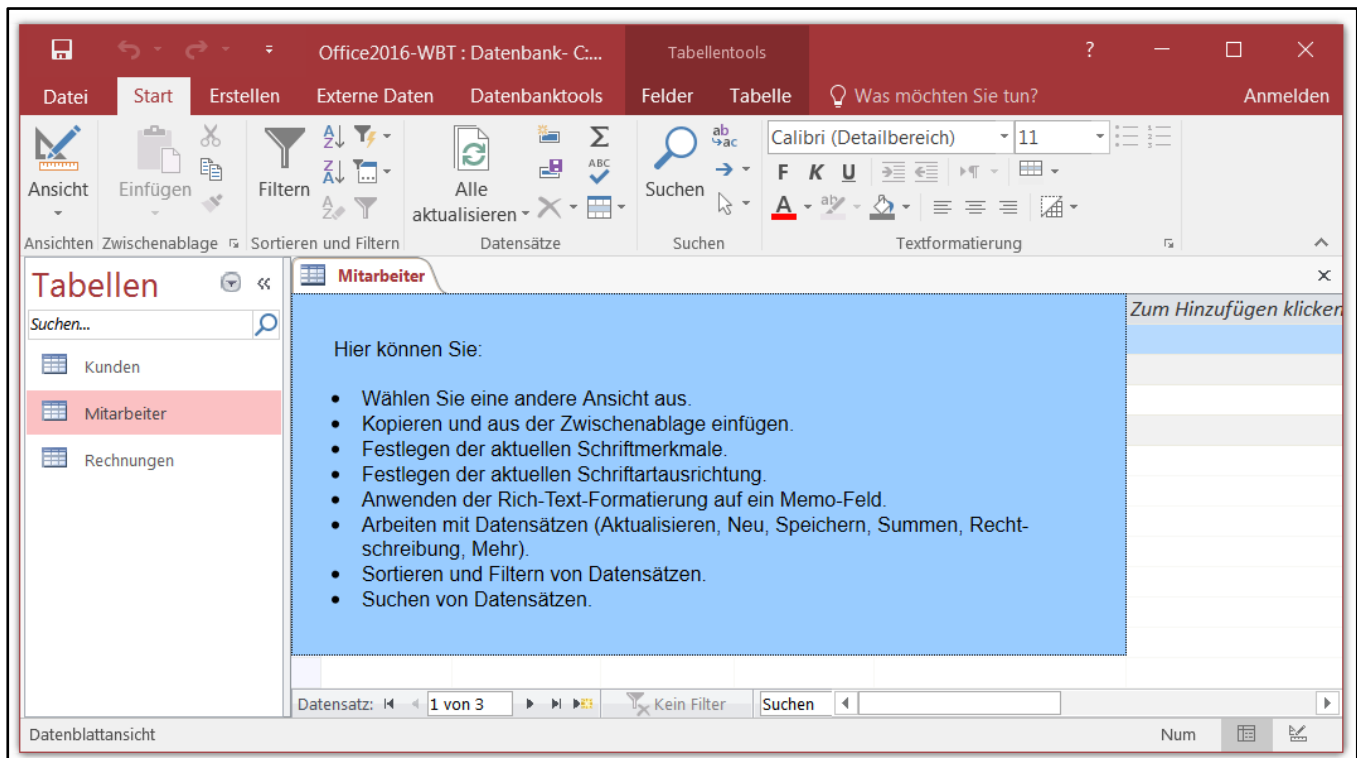 Office2016-WBT : Datenbank- C:...
Tabellentools
?
Datei Start Erstellen Externe Daten Datenbanktools Felder Tabelle Was möchten Sie tun? Anmelden
Ansicht
Einfügen
Filtern
Alle
aktualisieren
Suchen
Calibri (Detailbereich) 11
F K U
Ansichten Zwischenablage Sortieren und Filtern Datensätze Suchen Textformatierung
Tabellen
Suchen...
Kunden
Mitarbeiter
Rechnungen
Mitarbeiter
Zum Hinzufügen klicken
Hier können Sie:
• Wählen Sie eine andere Ansicht aus.
• Kopieren und aus der Zwischenablage einfügen.
• Festlegen der aktuellen Schriftmerkmale.
• Festlegen der aktuellen Schriftartausrichtung.
• Anwenden der Rich-Text-Formatierung auf ein Memo-Feld.
• Arbeiten mit Datensätzen (Aktualisieren, Neu, Speichern, Summen, Recht-
schreibung, Mehr).
• Sortieren und Filtern von Datensätzen.
• Suchen von Datensätzen.
Datensatz: 1 von 3 Kein Filter Suchen
Datenblattansicht Num